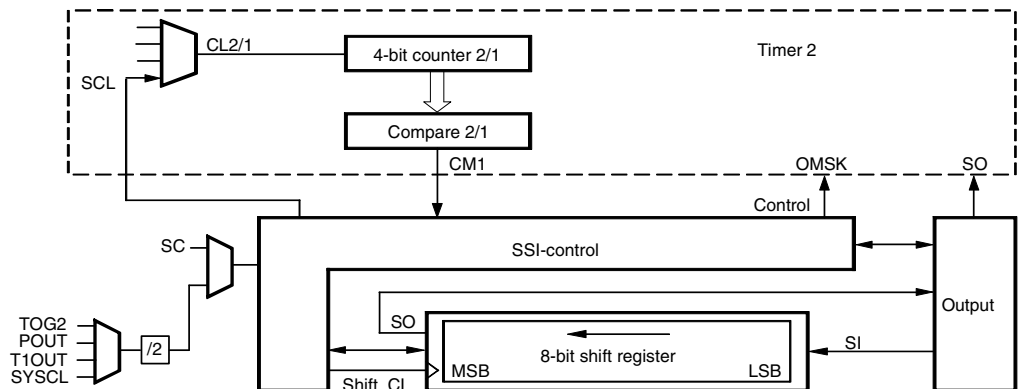 Timer 2
CL2/1
4-bit counter 2/1
SCL
Compare 2/1
CM1
OMSK
SO
Control
SC
SSI-control
TOG2
POUT
T1OUT
SYSCL
/2
SO
Output
8-bit shift register
SI
MSB
LSB
Shift_CL